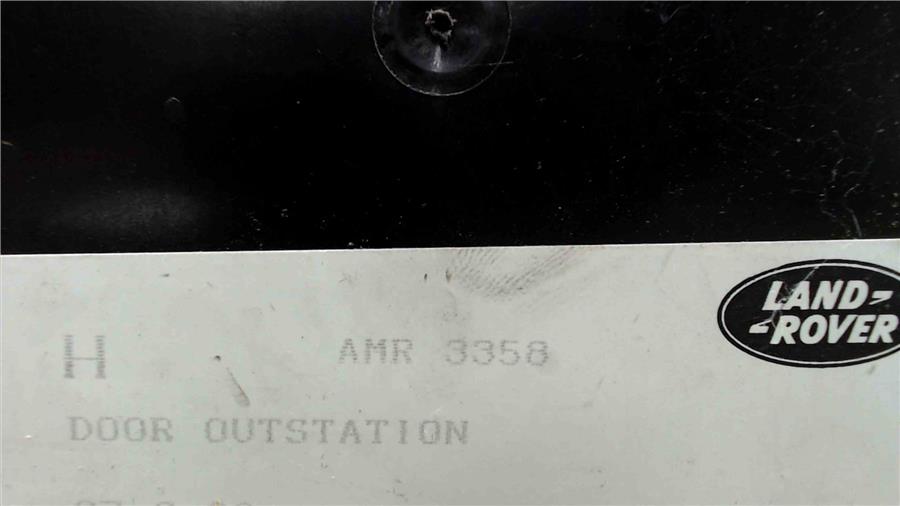 LAND-
-ROVER
H AMR 3358
DOOR OUTSTATION